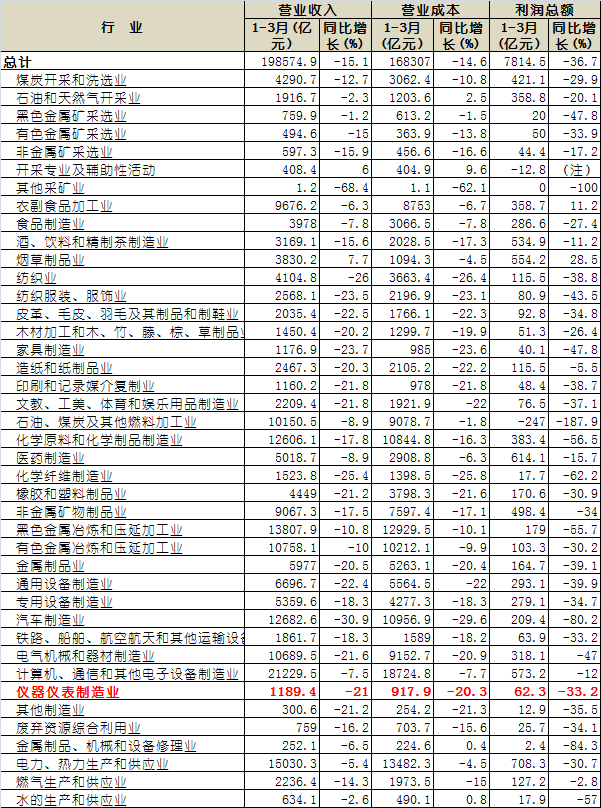 行 业 营业收入 营业成本 利润总额
1-3月(亿元) 同比增长(%) 1-3月(亿元) 同比增长(%) 1-3月(亿元) 同比增长(%)
总计 198574.9 -15.1 168307 -14.6 7814.5 -36.7
煤炭开采和洗选业 4290.7 -12.7 3062.4 -10.8 421.1 -29.9
石油和天然气开采业 1916.7 -2.3 1203.6 2.5 358.8 -20.1
黑色金属矿采选业 759.9 -1.2 613.2 -1.5 20 -47.8
有色金属矿采选业 494.6 -15 363.9 -13.8 50 -33.9
非金属矿采选业 597.3 -15.9 456.6 -16.6 44.4 -17.2
开采专业及辅助性活动 408.4 6 404.9 9.6 -12.8 (注)
其他采矿业 1.2 -68.4 1.1 -62.1 0 -100
农副食品加工业 9676.2 -6.3 8753 -6.7 358.7 11.2
食品制造业 3978 -7.8 3066.5 -7.8 286.6 -27.4
酒、饮料和精制茶制造业 3169.1 -15.6 2028.5 -17.3 534.9 -11.2
烟草制品业 3830.2 7.7 1094.3 -4.5 554.2 28.5
纺织业 4104.8 -26 3663.4 -26.4 115.5 -38.8
纺织服装、服饰业 2568.1 -23.5 2196.9 -23.1 80.9 -43.5
皮革、毛皮、羽毛及其制品和制鞋业 2035.4 -22.5 1766.1 -22.3 92.8 -34.8
木材加工和木、竹、藤、棕、草制品业 1450.4 -20.2 1299.7 -19.9 51.3 -26.4
家具制造业 1176.9 -23.7 985 -23.6 40.1 -47.8
造纸和纸制品业 2467.3 -20.3 2105.2 -22.2 115.5 -5.5
印刷和记录媒介复制业 1160.2 -21.8 978 -21.8 48.4 -38.7
文教、工美、体育和娱乐用品制造业 2209.4 -21.8 1921.9 -22 76.5 -37.1
石油、煤炭及其他燃料加工业 10150.5 -8.9 9078.7 -1.8 -247 -187.9
化学原料和化学制品制造业 12606.1 -17.8 10844.8 -16.3 383.4 -56.5
医药制造业 5018.7 -8.9 2908.8 -6.3 614.1 -15.7
化学纤维制造业 1523.8 -25.4 1398.5 -25.8 17.7 -62.2
橡胶和塑料制品业 4449 -21.2 3798.3 -21.6 170.6 -30.9
非金属矿物制品业 9067.3 -17.5 7597.4 -17.1 498.4 -34
黑色金属冶炼和压延加工业 13807.9 -10.8 12929.5 -10.1 179 -55.7
有色金属冶炼和压延加工业 10758.1 -10 10212.1 -9.9 103.3 -30.2
金属制品业 5977 -20.5 5263.1 -20.4 164.7 -39.1
通用设备制造业 6696.7 -22.4 5564.5 -22 293.1 -39.9
专用设备制造业 5359.6 -18.3 4277.3 -18.3 279.1 -34.7
汽车制造业 12682.6 -30.9 10956.9 -29.6 209.4 -80.2
铁路、船舶、航空航天和其他运输设备 1861.7 -18.3 1589 -18.2 63.9 -33.2
电气机械和器材制造业 10689.5 -21.6 9152.7 -20.9 318.1 -47
计算机、通信和其他电子设备制造业 21229.5 -7.5 18724.8 -7.7 573.2 -12
仪器仪表制造业 1189.4 -21 917.9 -20.3 62.3 -33.2
其他制造业 300.6 -21.2 254.2 -21.3 12.9 -35.5
废弃资源综合利用业 759 -16.2 703.7 -15.6 25.7 -34.1
金属制品、机械和设备修理业 252.1 -6.5 224.6 0.4 2.4 -84.3
电力、热力生产和供应业 15030.3 -5.4 13482.3 -4.5 708.3 -30.7
燃气生产和供应业 2236.4 -14.3 1973.5 -15 127.2 -2.8
水的生产和供应业 634.1 -2.6 490.1 0.8 17.9 -57